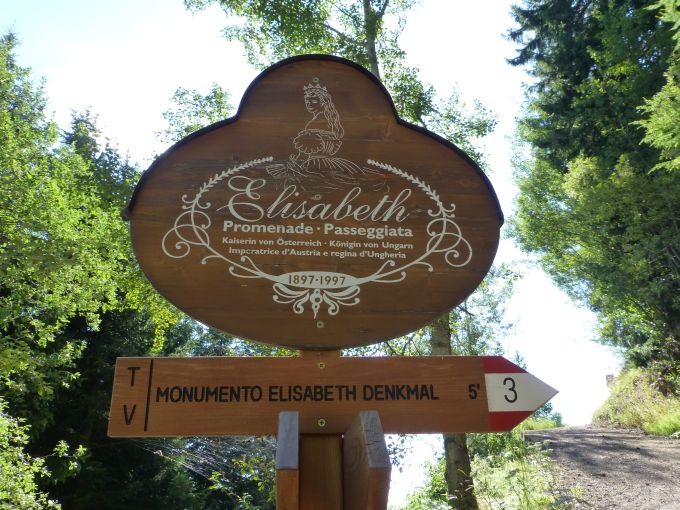 Elisabeth
Promenade · Passeggiata
Kaiserin von Österreich · Königin von Ungarn
Imperatrice d'Austria e regina d'Ungheria
1897-1997
TV MONUMENTO ELISABETH DENKMAL 5' 3